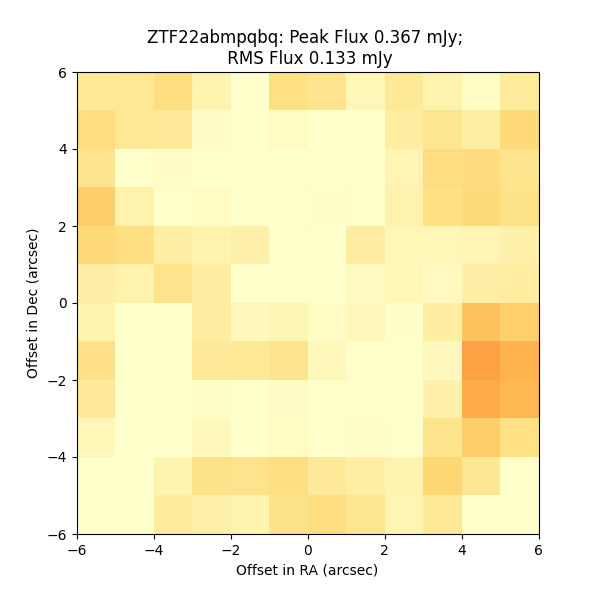 ZTF22abmpqbq: Peak Flux 0.367 mJy;
RMS Flux 0.133 mJy
6
4
2
0
−2
−4
−6
Offset in Dec (arcsec)
−6 −4 −2 0 2 4 6
Offset in RA (arcsec)